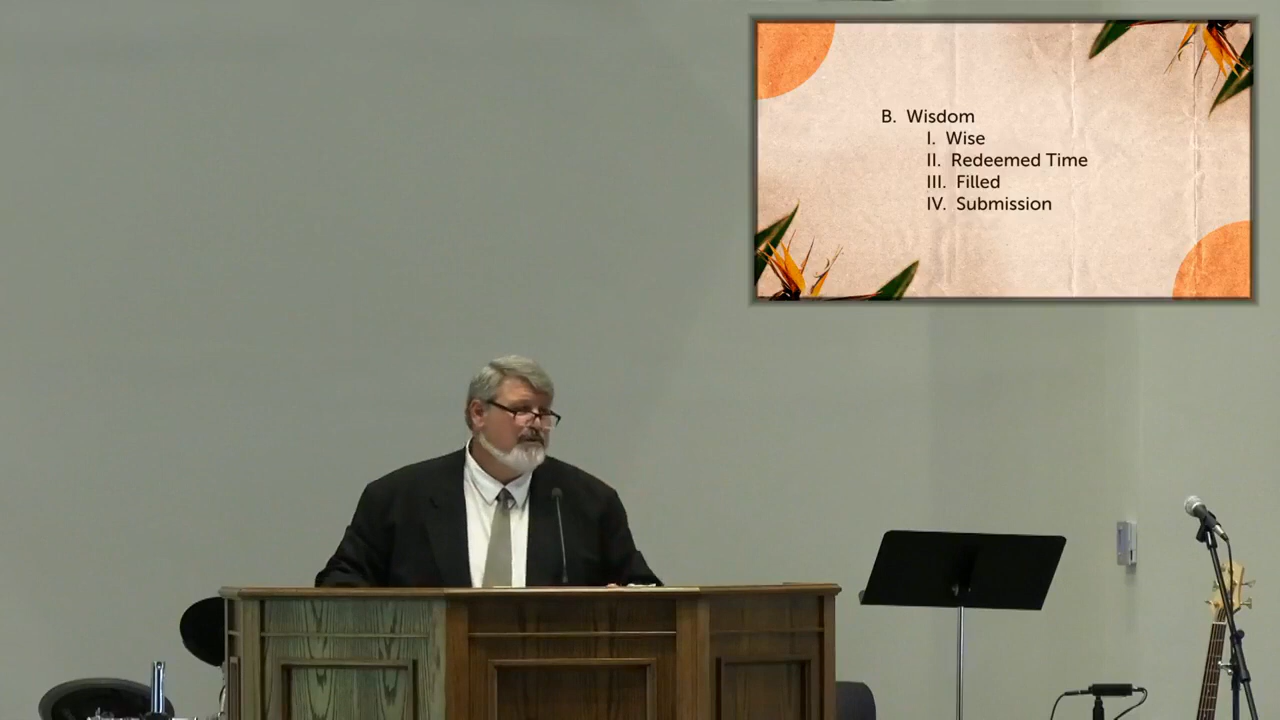 B. Wisdom
I. Wise
II. Redeemed Time
III. Filled
IV. Submission